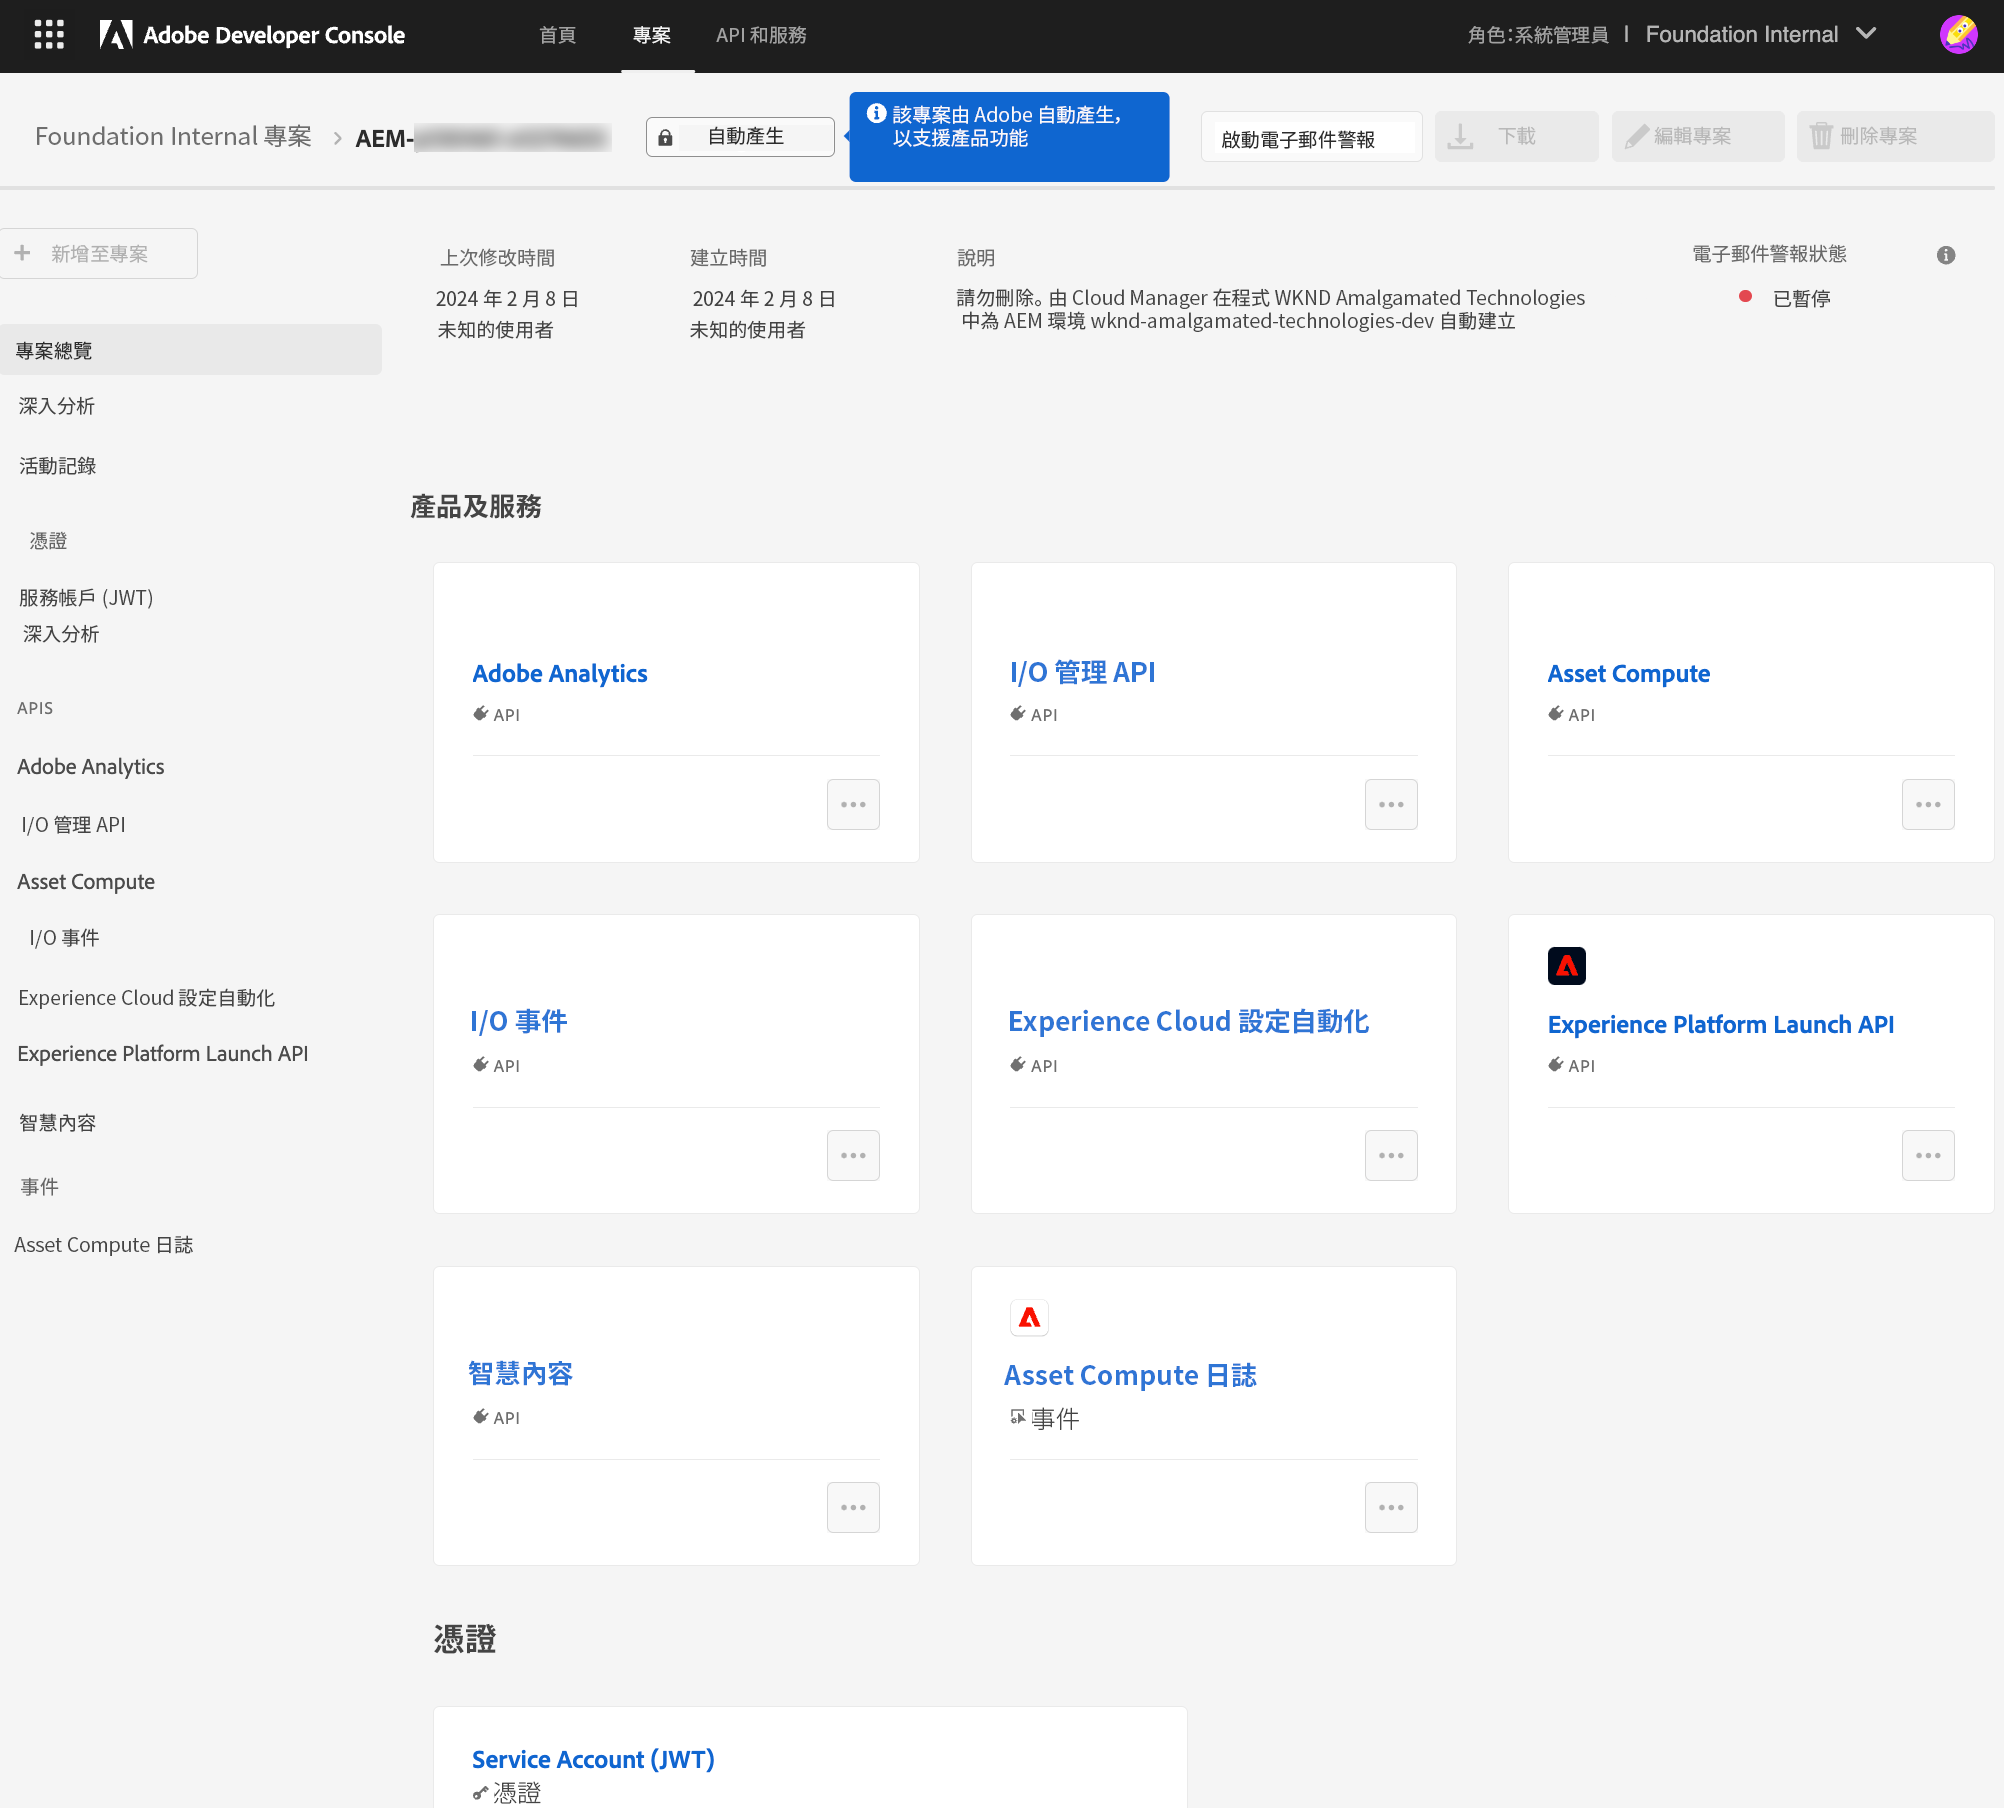 Adobe Developer Console
首頁
專案
API 和服務
角色：系統管理員
Foundation Internal
Foundation Internal 專案
AEM-
自動產生
該專案由 Adobe 自動產生，
以支援產品功能
啟動電子郵件警報
下載
編輯專案
刪除專案
新增至專案
上次修改時間
建立時間
說明
電子郵件警報狀態
2024 年 2 月 8 日
2024 年 2 月 8 日
請勿刪除。由 Cloud Manager 在程式 WKND Amalgamated Technologies
已暫停
未知的使用者
未知的使用者
中為 AEM 環境 wknd-amalgamated-technologies-dev 自動建立
專案總覽
深入分析
活動記錄
憑證
服務帳戶 (JWT)
深入分析
APIS
Adobe Analytics
I/O 管理 API
Asset Compute
I/O 事件
Experience Cloud 設定自動化
Experience Platform Launch API
智慧內容
事件
Asset Compute 日誌
產品及服務
Adobe Analytics
API
I/O 管理 API
API
Asset Compute
API
I/O 事件
API
Experience Cloud 設定自動化
API
Experience Platform Launch API
API
智慧內容
API
Asset Compute 日誌
事件
憑證
Service Account (JWT)
憑證